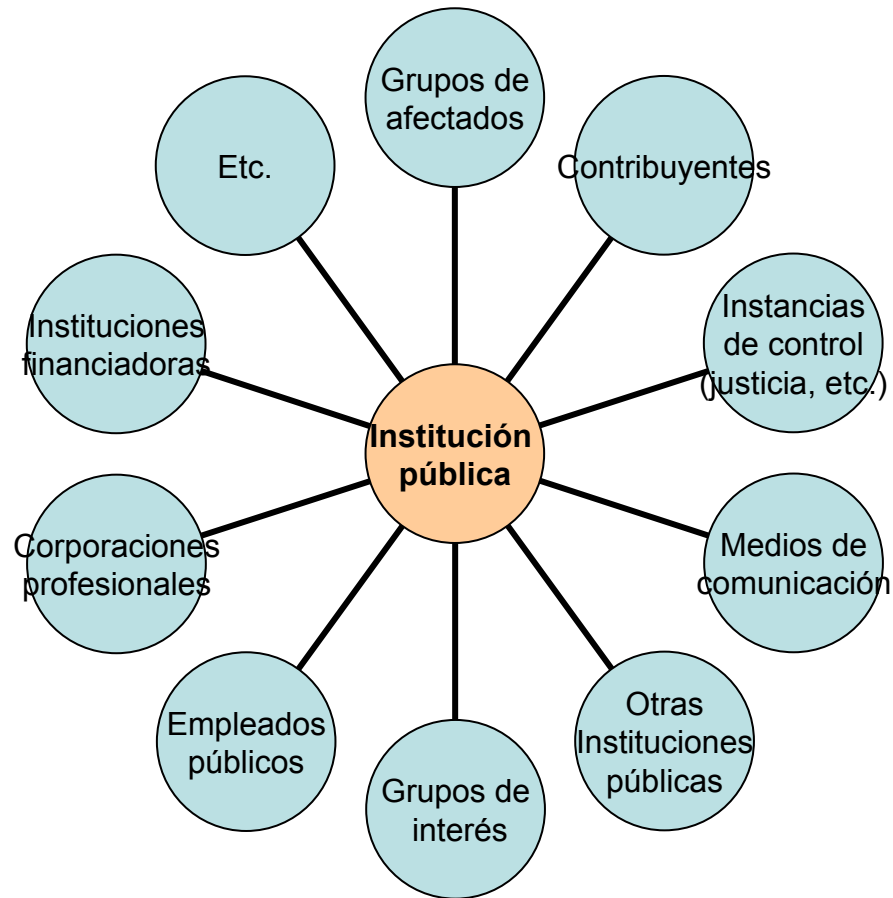 Grupos de
afectados
Contribuyentes
Instancias
de control
(justicia, etc.)
Medios de
comunicación
Otras
Instituciones
públicas
Grupos de
interés
Empleados
públicos
Corporaciones
profesionales
Instituciones
financiadoras
Etc.
Institución
pública